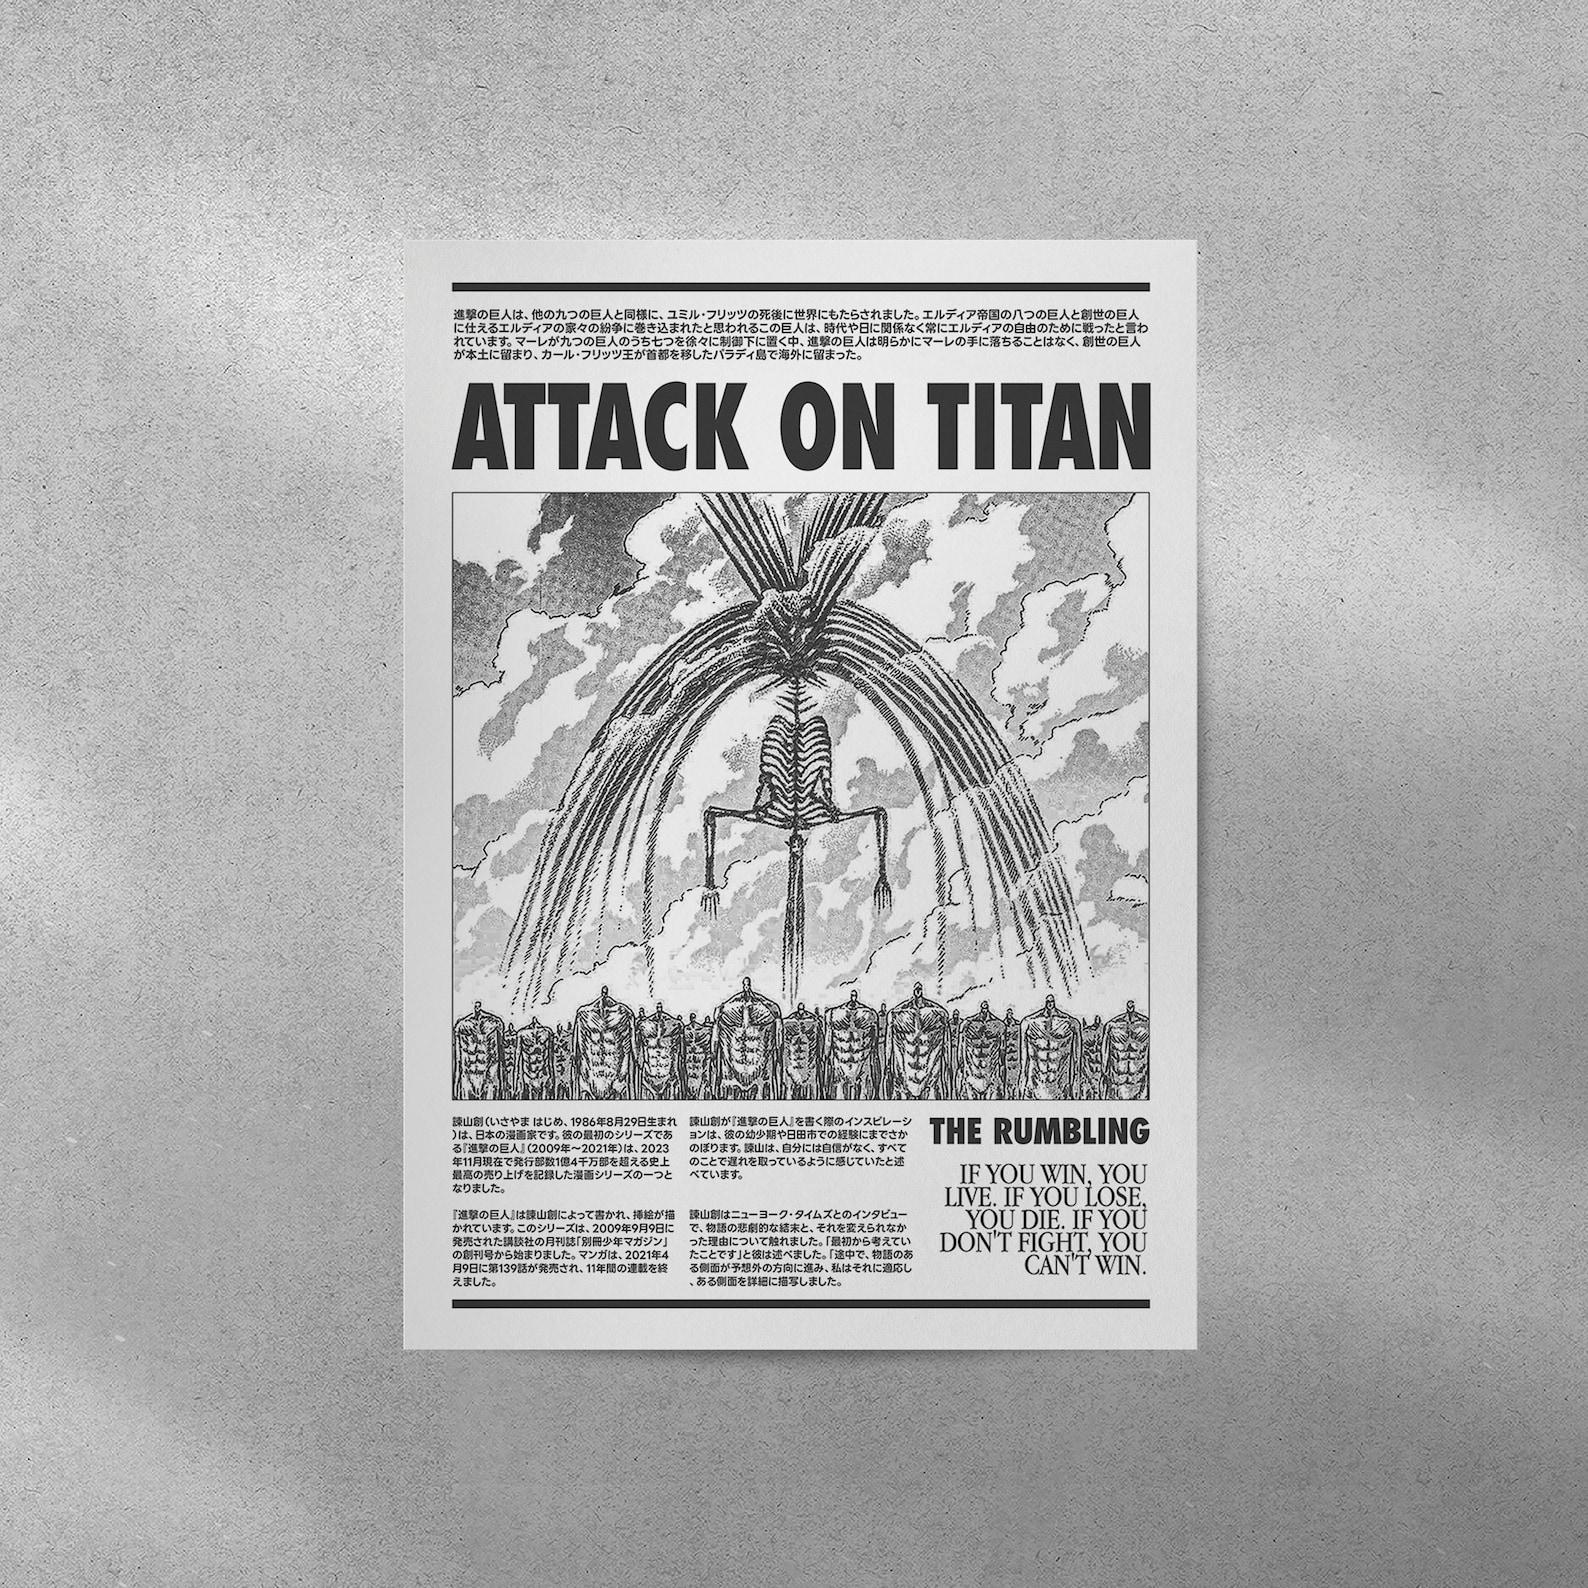 進撃の巨人は、他の九つの巨人と同様に、ユミル・フリッツの死後に世界にもたらされました。エルディア帝国の八つの巨人と創世の巨人
に仕えるエルディアの家々の紛争に巻き込まれたと思われるこの巨人は、時代や日に関係なく常にエルディアの自由のために戦ったと言わ
れています。マーレが九つの巨人のうち七つを徐々に制御下に置く中、進撃の巨人は明らかにマーレの手に落ちることはなく、創世の巨人
が本土に留まり、カール・フリッツ王が首都を移したパラディ島で海外に留まった。
ATTACK ON TITAN
諫山創（いさやま はじめ、1986年8月29日生まれ
）は、日本の漫画家です。彼の最初のシリーズであ
る『進撃の巨人』（2009年～2021年）は、2023
年11月現在で発行部数1億4千万部を超える史上
最高の売り上げを記録した漫画シリーズの一つと
なりました。
『進撃の巨人』は諫山創によって書かれ、挿絵が描
かれています。このシリーズは、2009年9月9日に
発売された講談社の月刊誌「別冊少年マガジン」
の創刊号から始まりました。マンガは、2021年4
月9日に第139話が発売され、11年間の連載を終
えました。
諫山創が『進撃の巨人』を書く際のインスピレーシ
ョンは、彼の幼少期や日田市での経験にまでさか
のぼります。諫山は、自分には自信がなく、すべて
のことで遅れを取っているように感じていたと述
べています。
諫山創はニューヨーク・タイムズとのインタビュー
で、物語の悲劇的な結末と、それを変えられなか
った理由について触れました。「最初から考えてい
たことです」と彼は述べました。「途中で、物語のあ
る側面が予想外の方向に進み、私はそれに適応し
、ある側面を詳細に描写しました。
THE RUMBLING
IF YOU WIN, YOU
LIVE. IF YOU LOSE,
YOU DIE. IF YOU
DON'T FIGHT, YOU
CAN'T WIN.